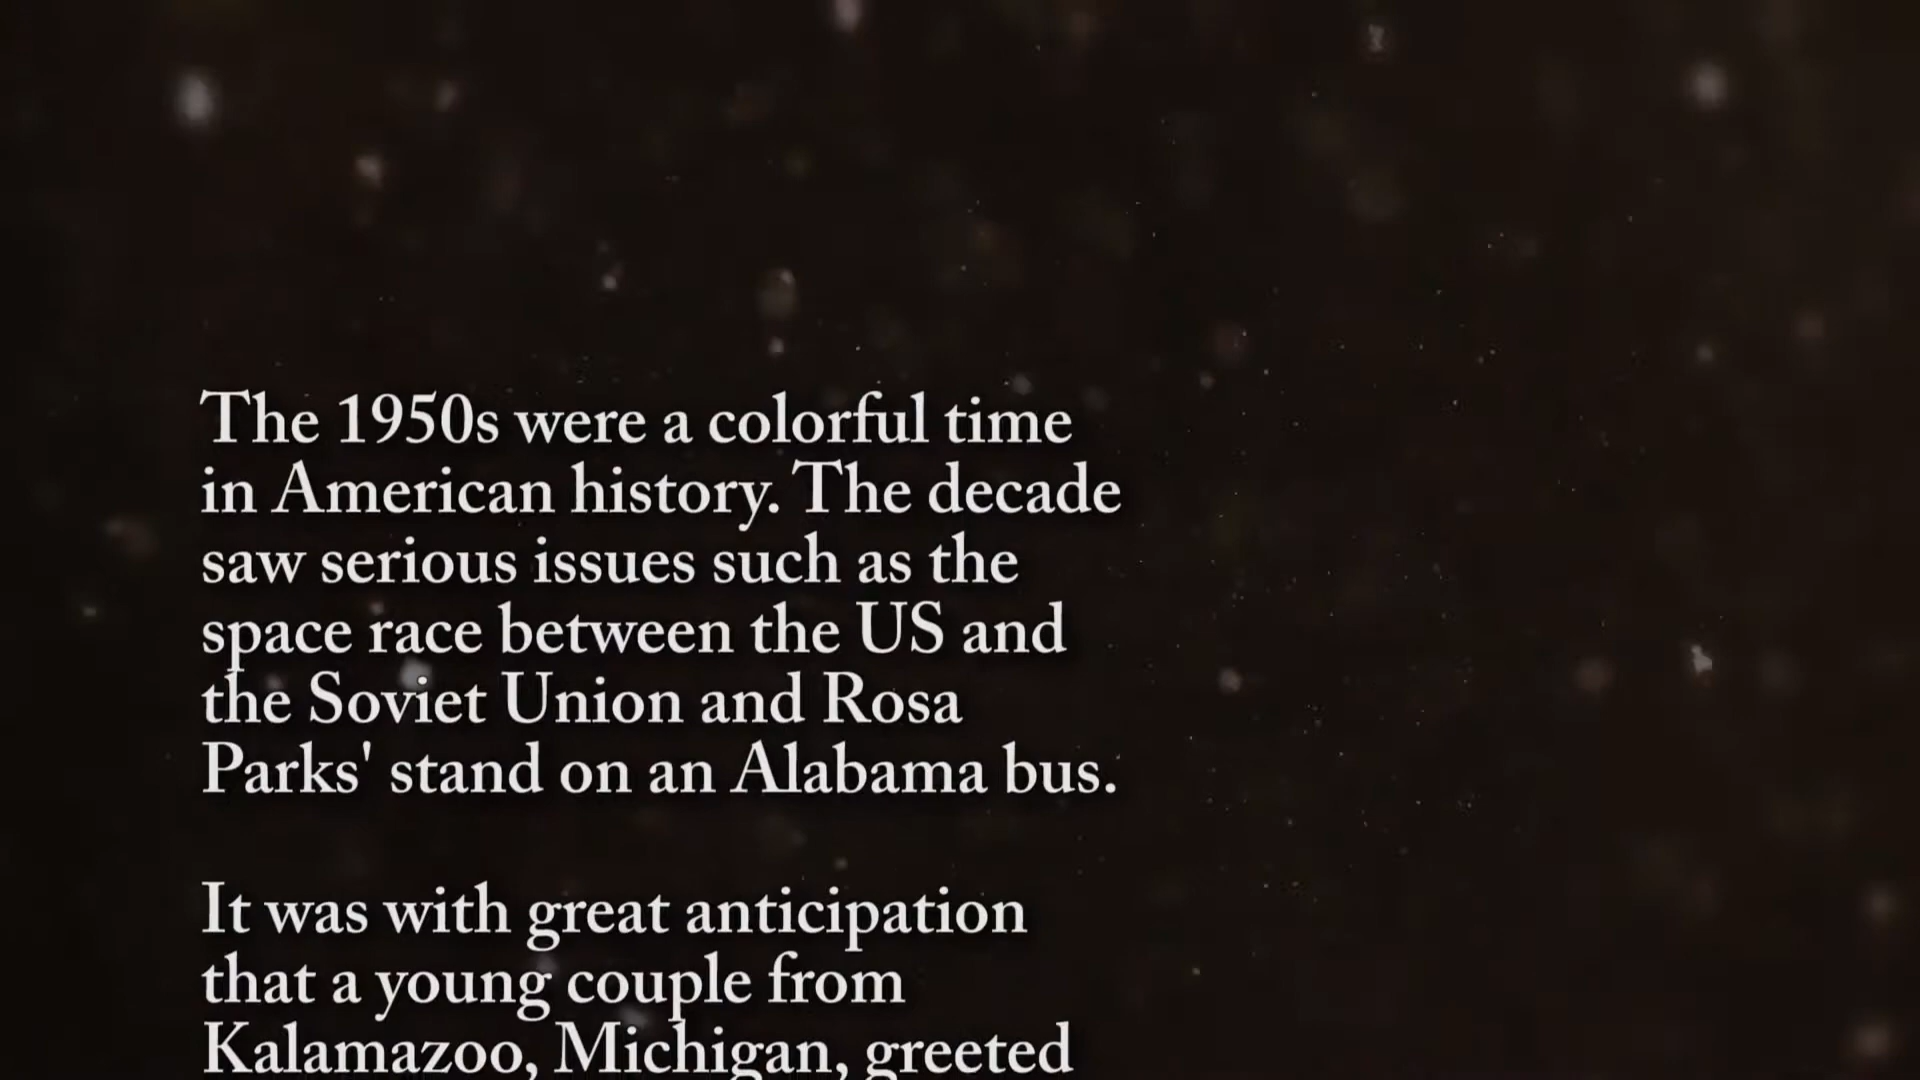 The 1950s were a colorful time
in American history. The decade
saw serious issues such as the
space race between the US and
the Soviet Union and Rosa
Parks' stand on an Alabama bus.
It was with great anticipation
that a young couple from
Kalamazoo, Michigan, greeted